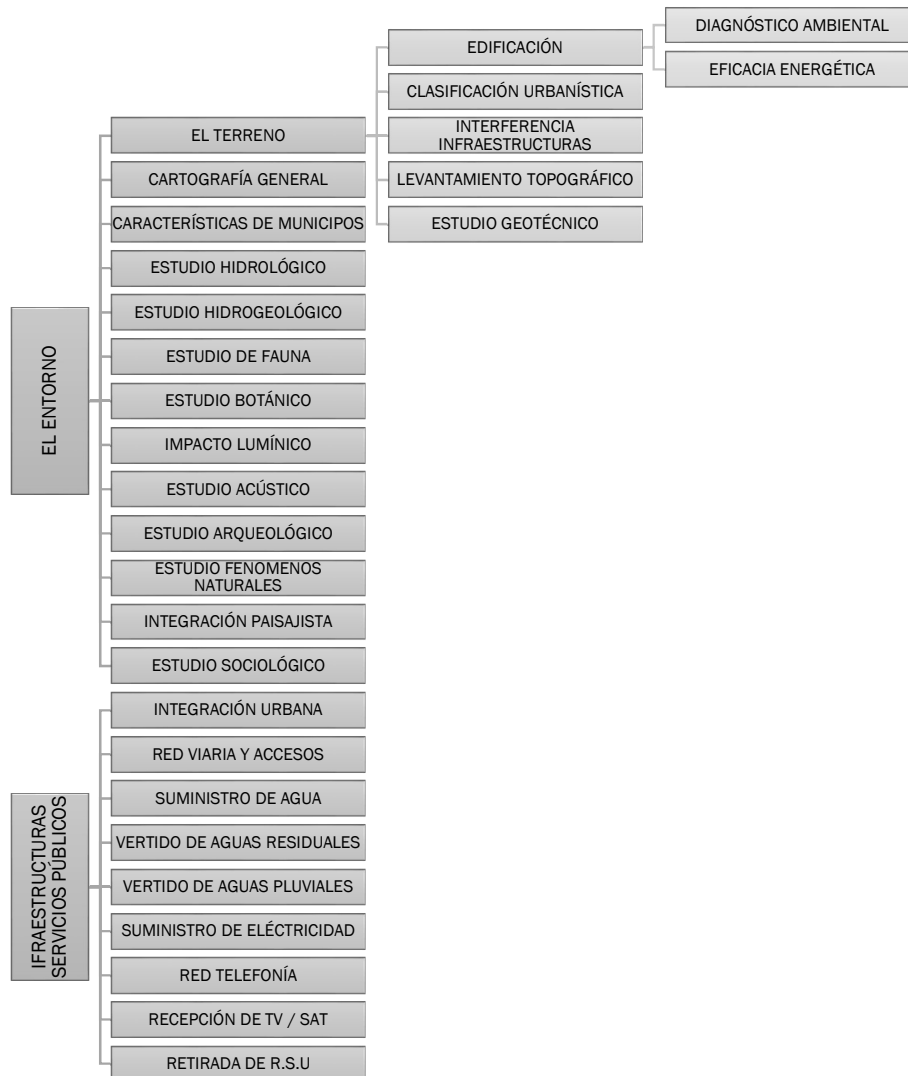 EL ENTORNO
EL TERRENO
EDIFICACIÓN
DIAGNÓSTICO AMBIENTAL
EFICACIA ENERGÉTICA
CLASIFICACIÓN URBANÍSTICA
INTERFERENCIA
INFRAESTRUCTURAS
LEVANTAMIENTO TOPOGRÁFICO
ESTUDIO GEOTÉCNICO
CARTOGRAFÍA GENERAL
CARACTERÍSTICAS DE MUNICIPOS
ESTUDIO HIDROLÓGICO
ESTUDIO HIDROGEOLÓGICO
ESTUDIO DE FAUNA
ESTUDIO BOTÁNICO
IMPACTO LUMÍNICO
ESTUDIO ACÚSTICO
ESTUDIO ARQUEOLÓGICO
ESTUDIO FENOMENOS
NATURALES
INTEGRACIÓN PAISAJISTA
ESTUDIO SOCIOLÓGICO
IFRAESTRUCTURAS
SERVICIOS PÚBLICOS
INTEGRACIÓN URBANA
RED VIARIA Y ACCESOS
SUMINISTRO DE AGUA
VERTIDO DE AGUAS RESIDUALES
VERTIDO DE AGUAS PLUVIALES
SUMINISTRO DE ELÉCTRICIDAD
RED TELEFONÍA
RECEPCIÓN DE TV / SAT
RETIRADA DE R.S.U